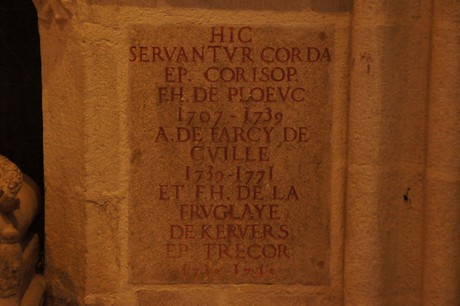 HIC
SERVANTVR CORDA
EP. CORISOP.
F.H. DE PLOEVC
1707 - 1739
A. DE FARCY DE
CVILLE
1739 - 1771
ET F.H. DE LA
FRVGLAYE
DE KERVERS
EP. TRECOR